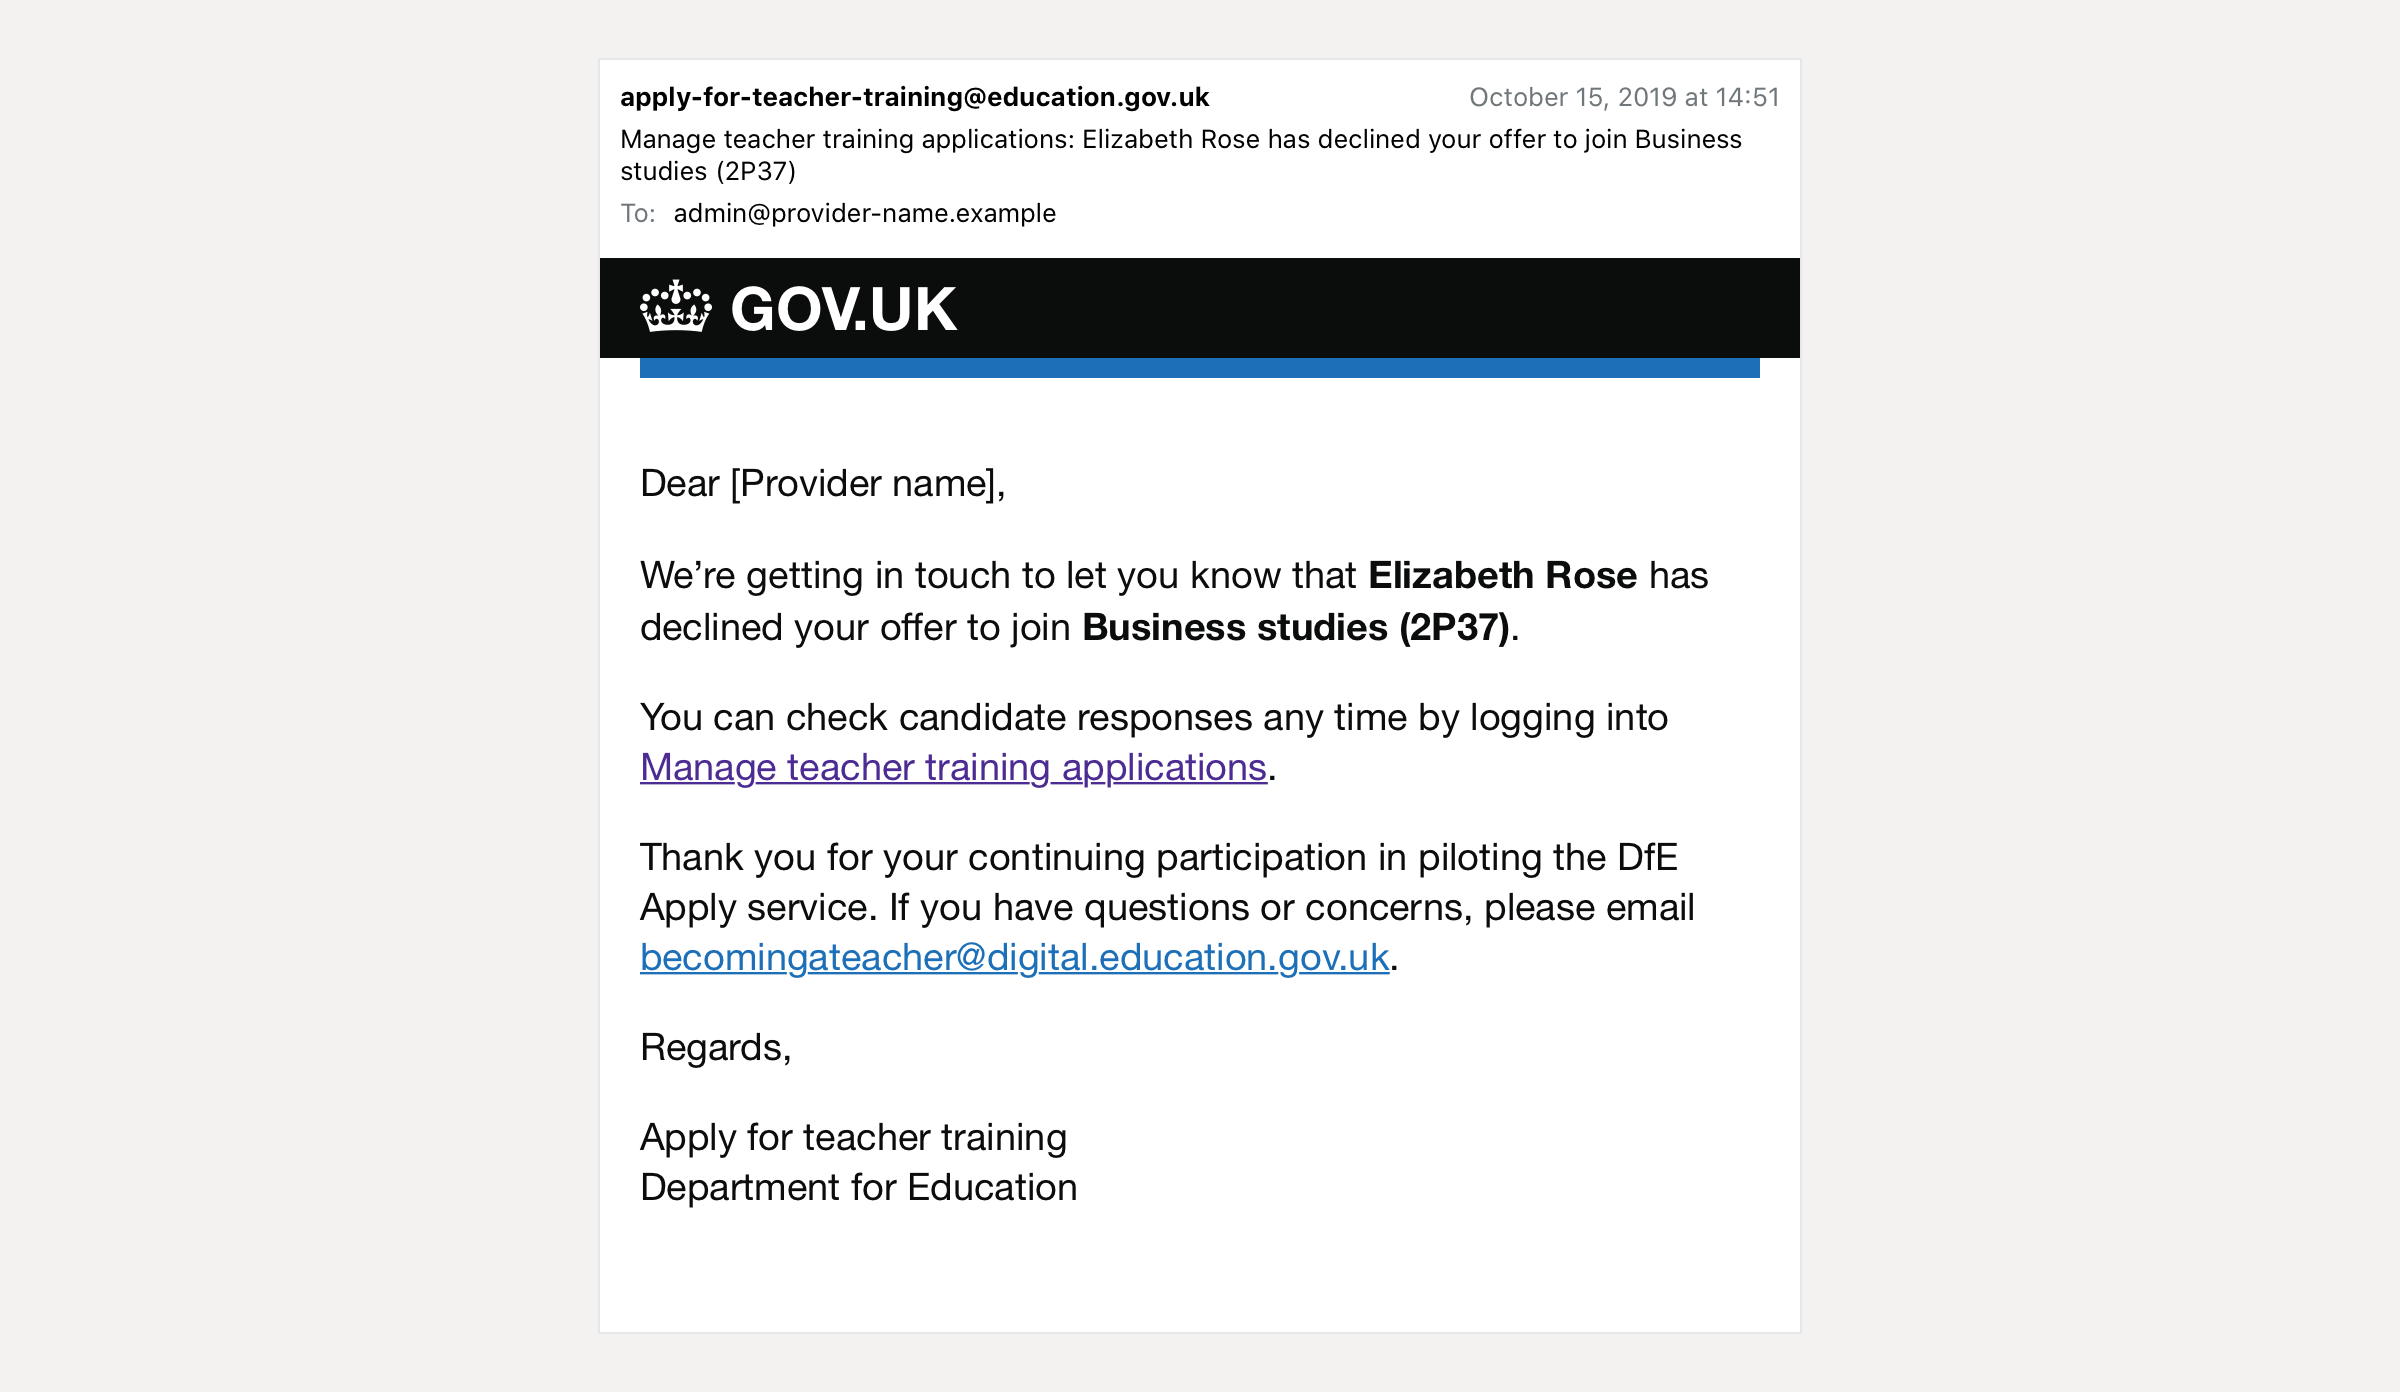 apply-for-teacher-training@education.gov.uk October 15, 2019 at 14:51
Manage teacher training applications: Elizabeth Rose has declined your offer to join Business
studies (2P37)
To: admin@provider-name.example
GOV.UK
Dear [Provider name],
We’re getting in touch to let you know that Elizabeth Rose has
declined your offer to join Business studies (2P37).
You can check candidate responses any time by logging into
Manage teacher training applications.
Thank you for your continuing participation in piloting the DfE
Apply service. If you have questions or concerns, please email
becomingateacher@digital.education.gov.uk.
Regards,
Apply for teacher training
Department for Education